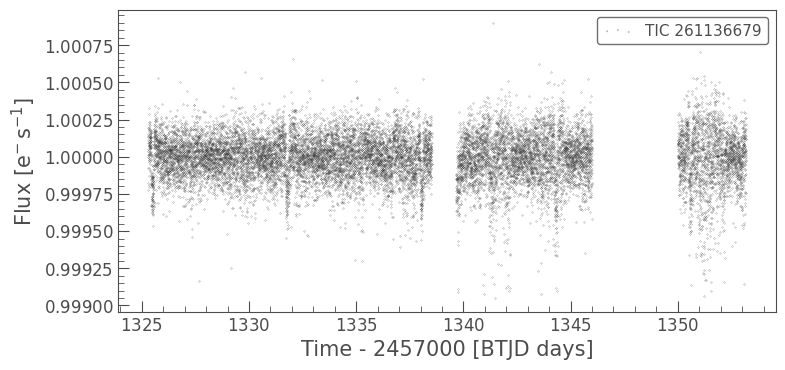 TIC 261136679
Flux [e⁻ s⁻¹]
1.00075
1.00050
1.00025
1.00000
0.99975
0.99950
0.99925
0.99900
1325 1330 1335 1340 1345 1350
Time - 2457000 [BTJD days]